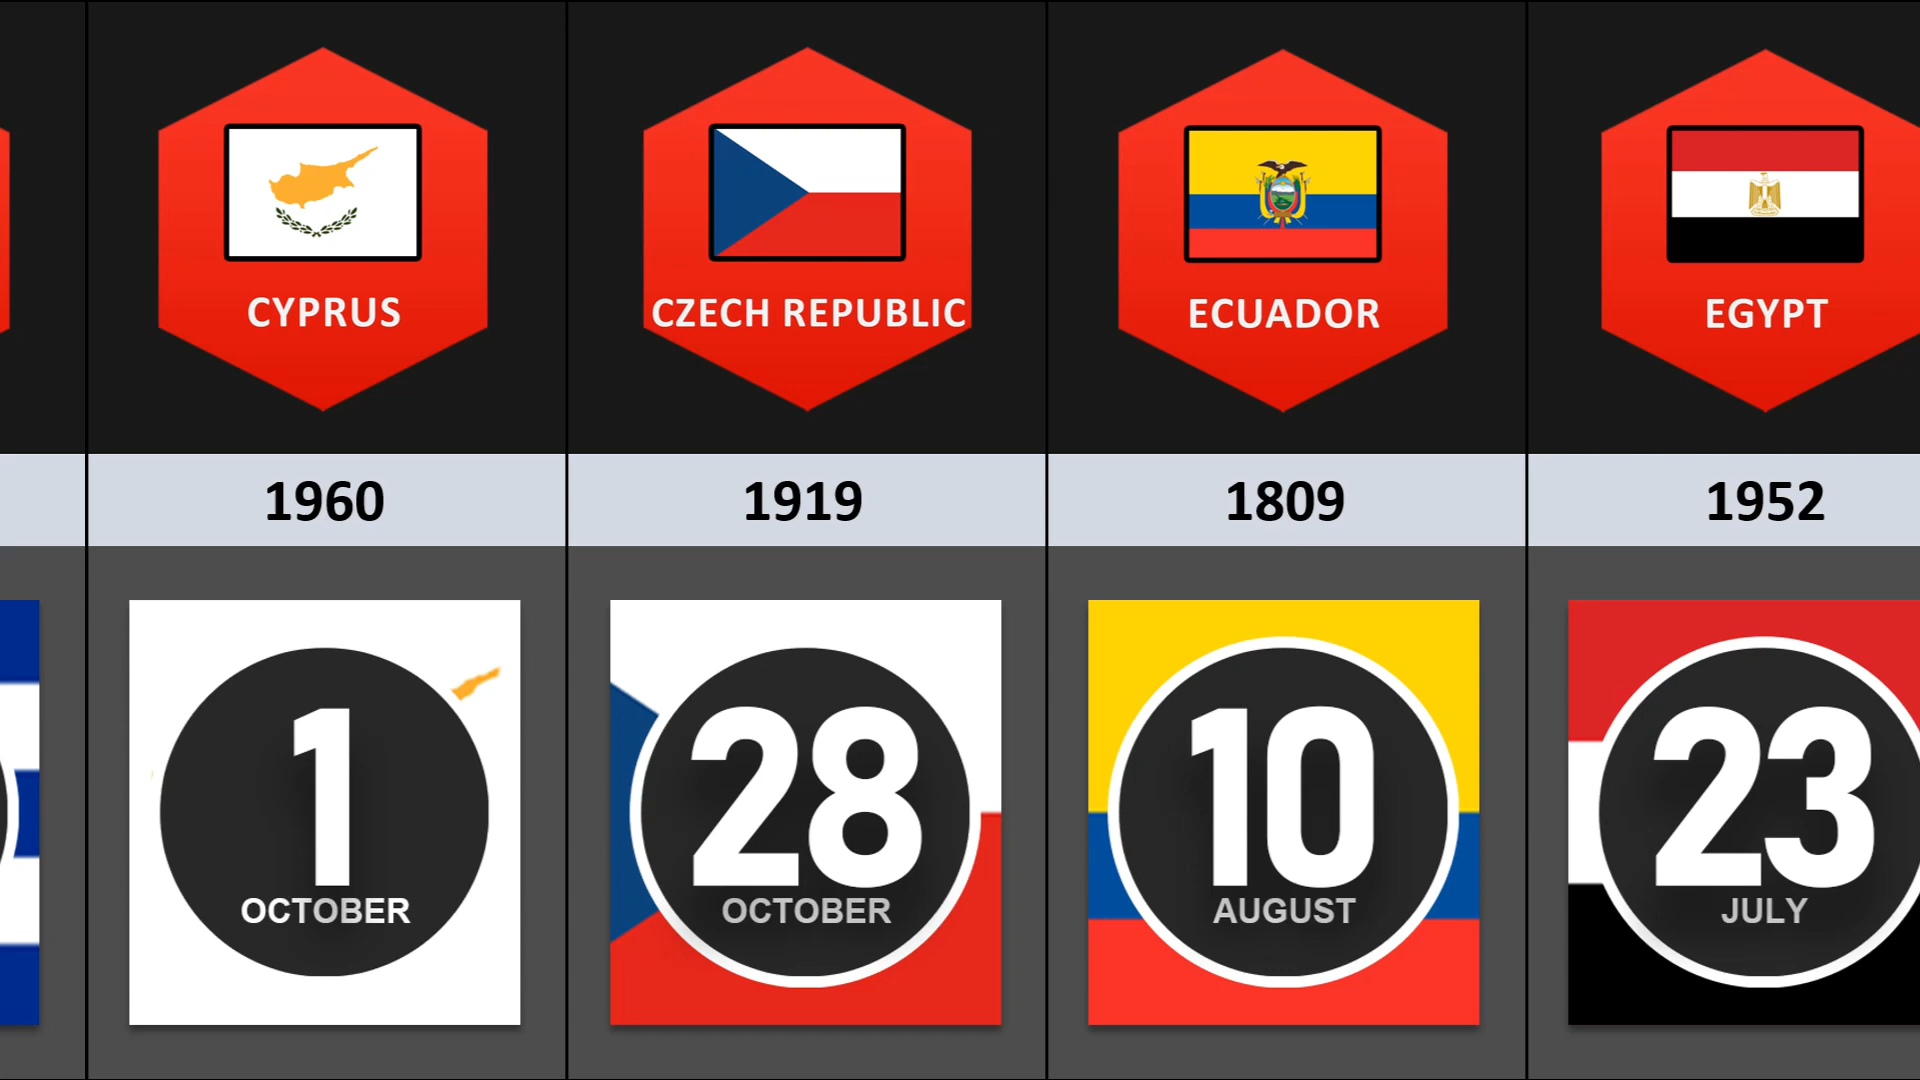 CYPRUS
CZECH REPUBLIC
ECUADOR
EGYPT
1960
1919
1809
1952
1
OCTOBER
28
OCTOBER
10
AUGUST
23
JULY